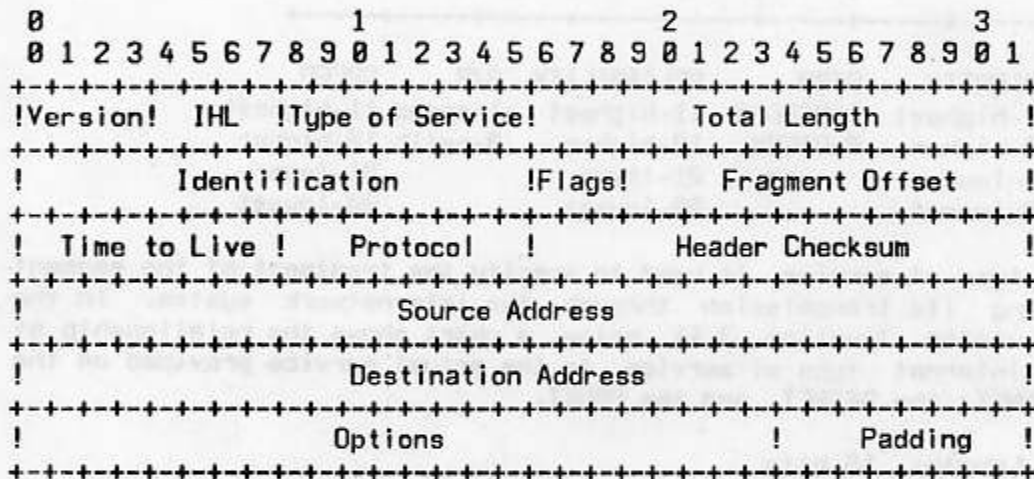 0                   1                   2                   3
0 1 2 3 4 5 6 7 8 9 0 1 2 3 4 5 6 7 8 9 0 1 2 3 4 5 6 7 8 9 0 1
+-+-+-+-+-+-+-+-+-+-+-+-+-+-+-+-+-+-+-+-+-+-+-+-+-+-+-+-+-+-+-+-+
!Version!  IHL  !Type of Service!          Total Length         !
+-+-+-+-+-+-+-+-+-+-+-+-+-+-+-+-+-+-+-+-+-+-+-+-+-+-+-+-+-+-+-+-+
!         Identification        !Flags!      Fragment Offset    !
+-+-+-+-+-+-+-+-+-+-+-+-+-+-+-+-+-+-+-+-+-+-+-+-+-+-+-+-+-+-+-+-+
!  Time to Live !    Protocol   !         Header Checksum       !
+-+-+-+-+-+-+-+-+-+-+-+-+-+-+-+-+-+-+-+-+-+-+-+-+-+-+-+-+-+-+-+-+
!                       Source Address                          !
+-+-+-+-+-+-+-+-+-+-+-+-+-+-+-+-+-+-+-+-+-+-+-+-+-+-+-+-+-+-+-+-+
!                    Destination Address                        !
+-+-+-+-+-+-+-+-+-+-+-+-+-+-+-+-+-+-+-+-+-+-+-+-+-+-+-+-+-+-+-+-+
!                    Options                    !    Padding    !
+-+-+-+-+-+-+-+-+-+-+-+-+-+-+-+-+-+-+-+-+-+-+-+-+-+-+-+-+-+-+-+-+